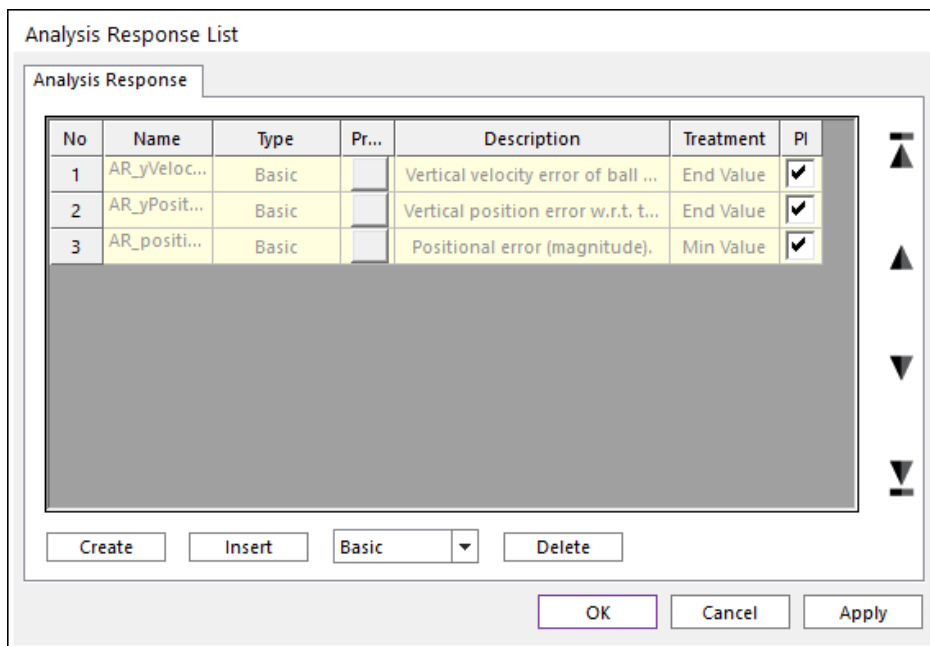 Analysis Response List
Analysis Response
No Name Type Pr... Description Treatment PI
1 AR_yVeloc... Basic Vertical velocity error of ball ... End Value
2 AR_yPosit... Basic Vertical position error w.r.t. t... End Value
3 AR_positi... Basic Positional error (magnitude). Min Value
Create Insert Basic Delete
OK Cancel Apply